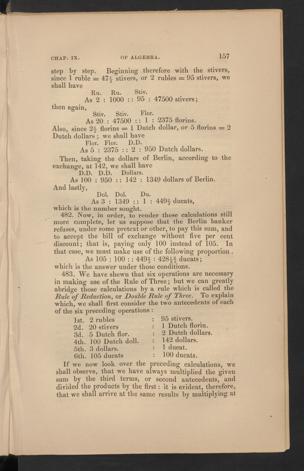 CHAP. IX. OF ALGEBRA. 157
step by step. Beginning therefore with the stivers,
since 1 ruble = 47½ stivers, or 2 rubles = 95 stivers, we
shall have
Ru. Ru. Stiv.
As 2 : 1000 :: 95 : 47500 stivers;
then again,
Stiv. Stiv. Flor.
As 20 : 47500 :: 1 : 2375 florins.
Also, since 2½ florins = 1 Dutch dollar, or 5 florins = 2
Dutch dollars; we shall have
Flor. Flor. D.D.
As 5 : 2375 :: 2 : 950 Dutch dollars.
Then, taking the dollars of Berlin, according to the
exchange, at 142, we shall have
D.D. D.D. Dollars.
As 100 : 950 :: 142 : 1349 dollars of Berlin.
And lastly,
Dol. Dol. Du.
As 3 : 1349 :: 1 : 449⅔ ducats,
which is the number sought.
482. Now, in order to render these calculations still
more complete, let us suppose that the Berlin banker
refuses, under some pretext or other, to pay this sum, and
to accept the bill of exchange without five per cent
discount; that is, paying only 100 instead of 105. In
that case, we must make use of the following proportion.
As 105 : 100 :: 449⅔ : 428 ducats;
which is the answer under those conditions.
483. We have shewn that six operations are necessary
in making use of the Rule of Three; but we can greatly
abridge those calculations by a rule which is called the
Rule of Reduction, or Double Rule of Three. To explain
which, we shall first consider the two antecedents of each
of the six preceding operations:
1st. 2 rubles : 95 stivers.
2d. 20 stivers : 1 Dutch florin.
3d. 5 Dutch flor. : 2 Dutch dollars.
4th. 100 Dutch doll. : 142 dollars.
5th. 3 dollars. : 1 ducat.
6th. 105 ducats : 100 ducats.
If we now look over the preceding calculations, we
shall observe, that we have always multiplied the given
sum by the third terms, or second antecedents, and
divided the products by the first: it is evident, therefore,
that we shall arrive at the same results by multiplying at